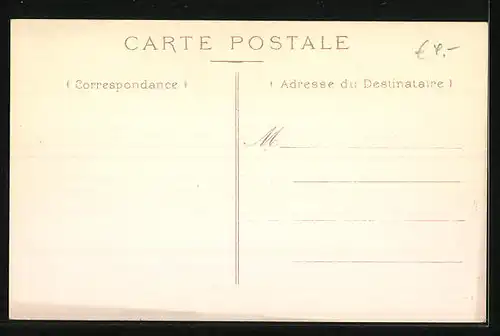 CARTE POSTALE
€ 4.-
( Correspondance )
( Adresse du Destinataire )
M